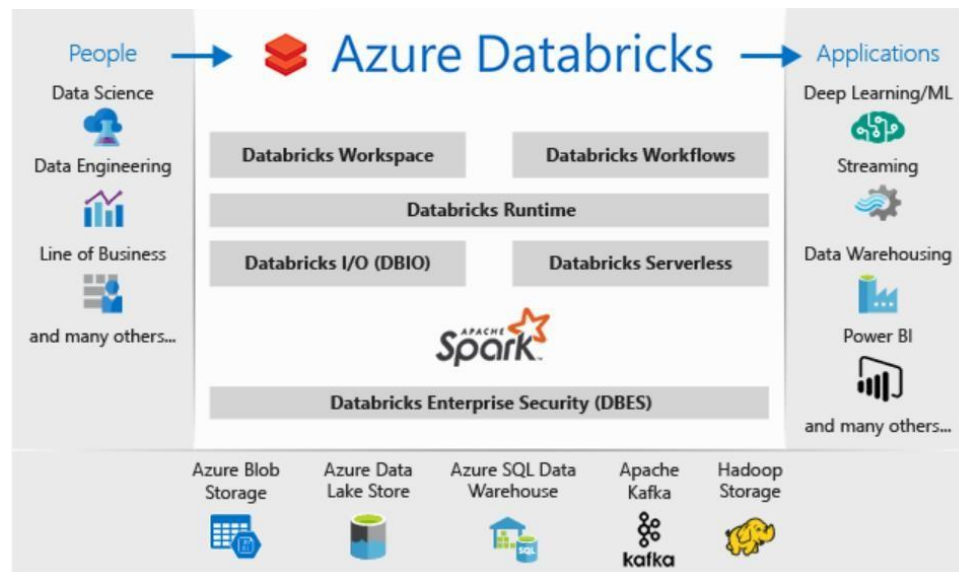 People
Azure Databricks
Applications
Data Science
Data Engineering
Line of Business
and many others...
Databricks Workspace
Databricks Workflows
Databricks Runtime
Databricks I/O (DBIO)
Databricks Serverless
APACHE
Spark
Databricks Enterprise Security (DBES)
Deep Learning/ML
Streaming
Data Warehousing
Power BI
and many others...
Azure Blob
Storage
Azure Data
Lake Store
Azure SQL Data
Warehouse
SQL
Apache
Kafka
kafka
Hadoop
Storage